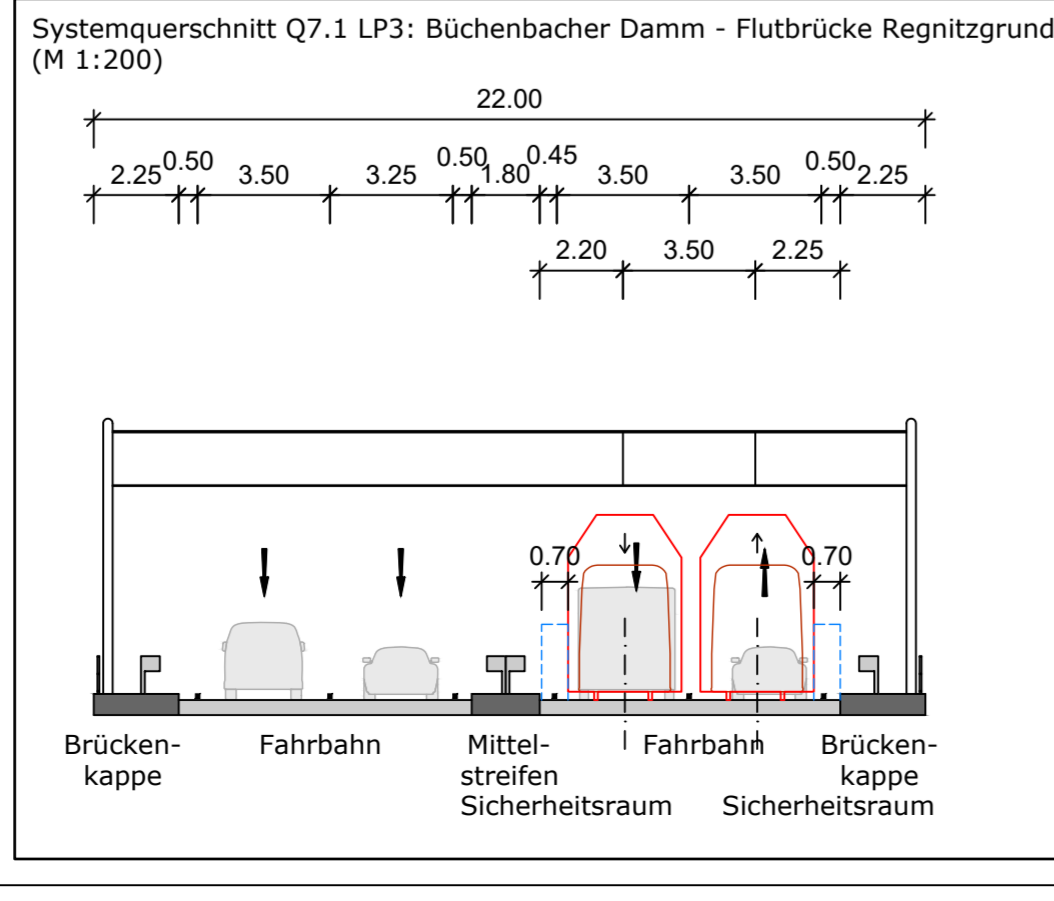 Systemquerschnitt Q7.1 LP3: Büchenbacher Damm - Flutbrücke Regnitzgrund
(M 1:200)
22.00
2.25 0.50 3.50 3.25 0.50 1.80 0.45 3.50 3.50 0.50 2.25
2.20 3.50 2.25
0.70 0.70
Brücken- Fahrbahn Mittel- Fahrbahn Brücken-
kappe streifen kappe
Sicherheitsraum Sicherheitsraum